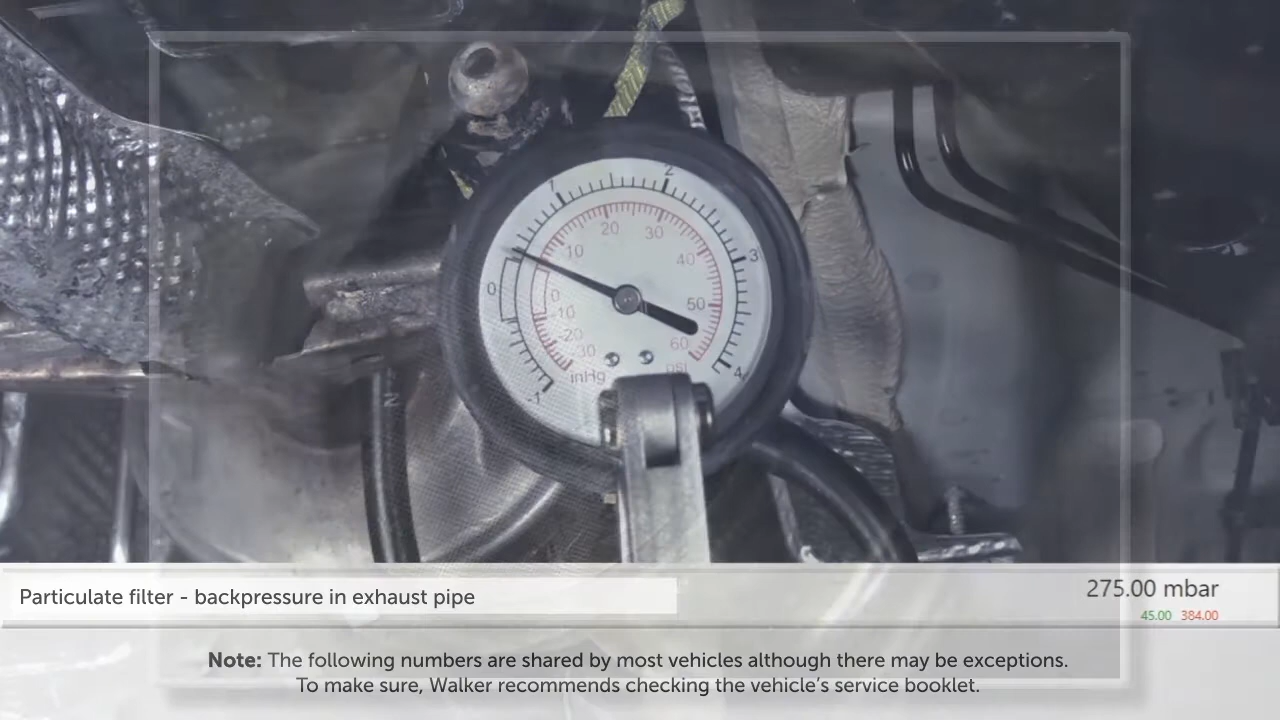 1
2
3
4
0
-1
10
20
30
40
50
60
0
-10
-20
-30
inHg
psi
Particulate filter - backpressure in exhaust pipe
275.00 mbar
45.00 384.00
Note: The following numbers are shared by most vehicles although there may be exceptions.
To make sure, Walker recommends checking the vehicle's service booklet.